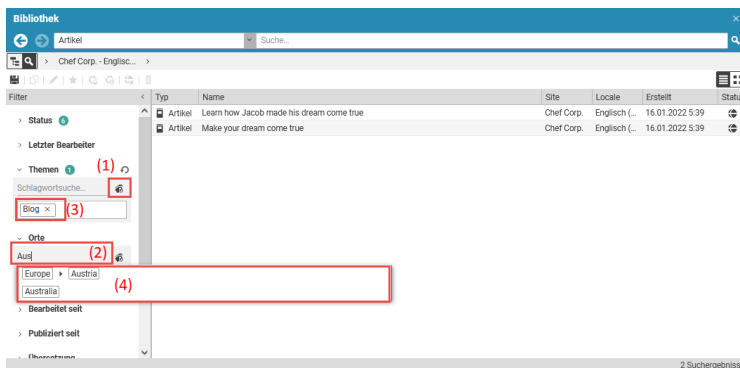 Bibliothek
Artikel
Suche...
Chef Corp. - Englisc...
Filter
Typ Name Site Locale Erstellt Statu
Status 6
Artikel Learn how Jacob made his dream come true Chef Corp. Englisch (... 16.01.2022 5:39
Artikel Make your dream come true Chef Corp. Englisch (... 16.01.2022 5:39
Letzter Bearbeiter
Themen 1 (1)
Schlagwortsuche...
Blog × (3)
Orte
Aus (2)
Europe Austria
Australia (4)
Bearbeitet seit
Publiziert seit
Übersetzung
2 Suchergebniss